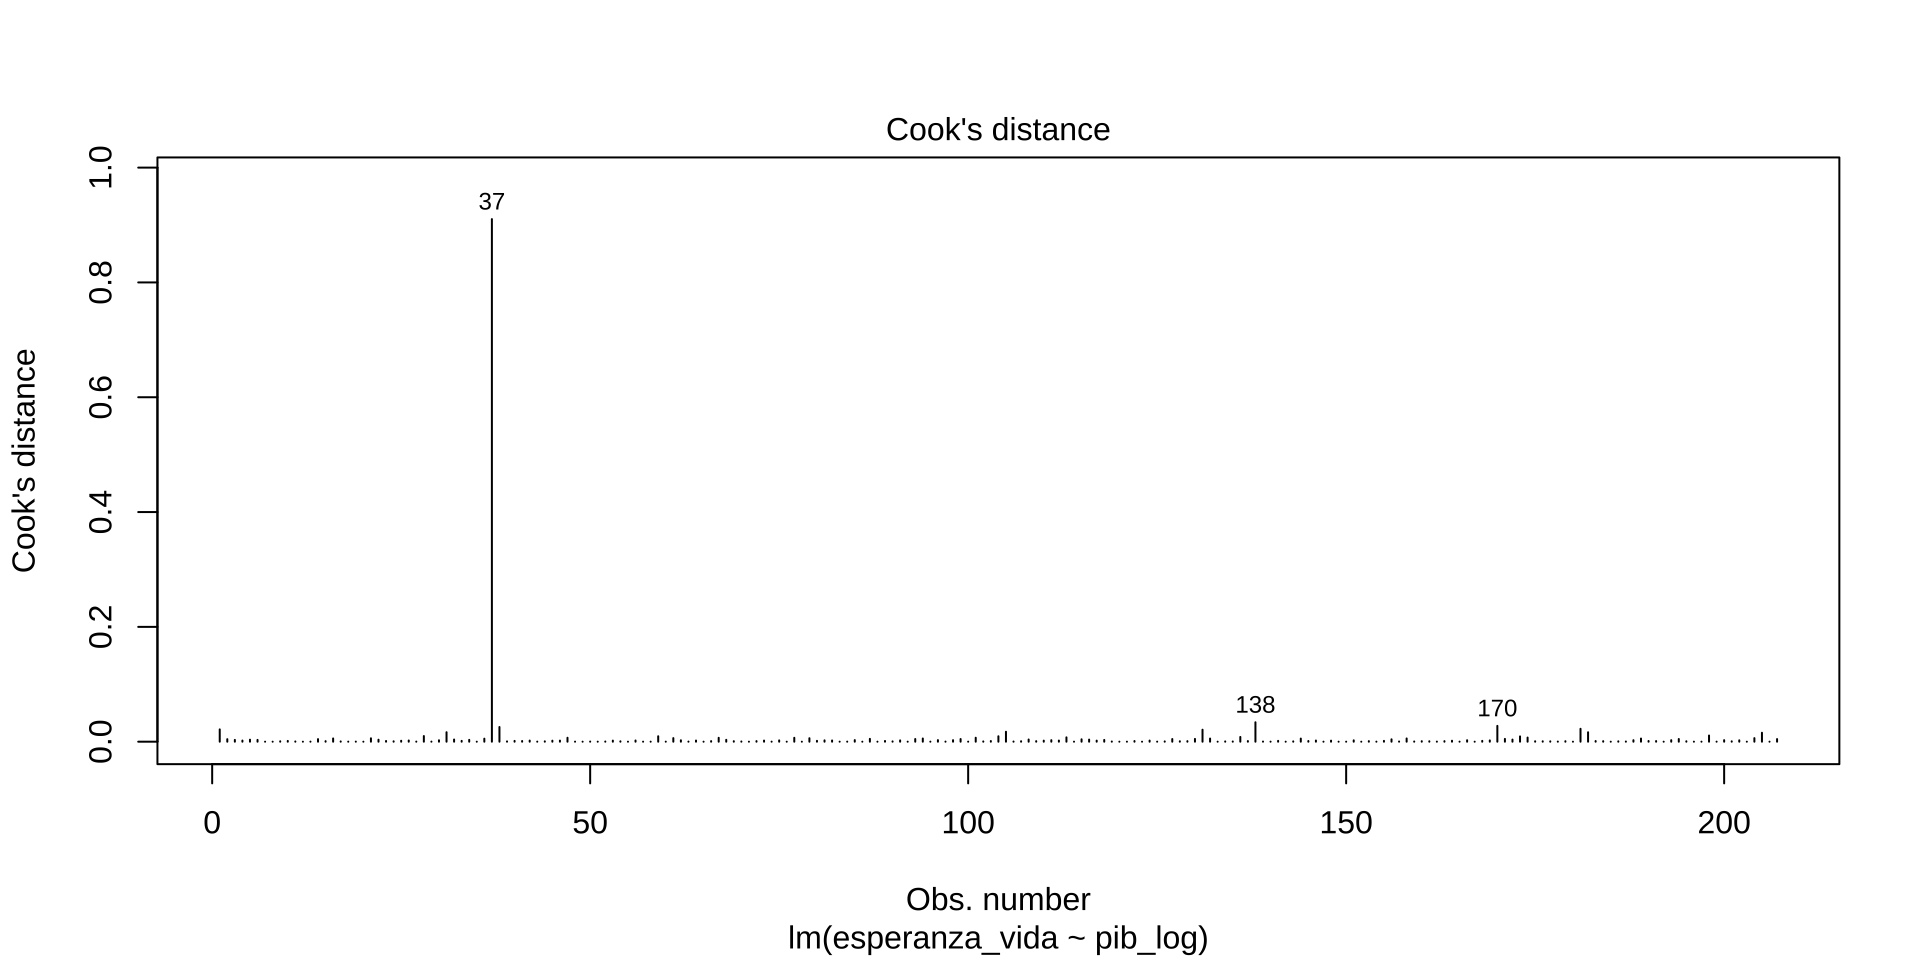 Cook's distance
1.0
0.8
0.6
0.4
0.2
0.0
Cook's distance
37
138
170
0 50 100 150 200
Obs. number
lm(esperanza_vida ~ pib_log)